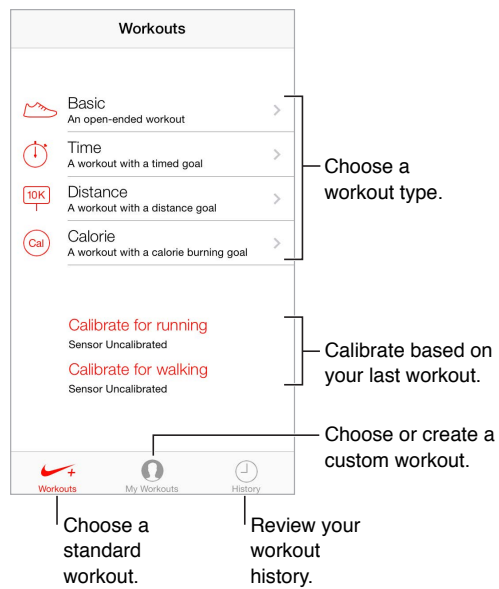 Workouts
Basic
An open-ended workout
Time
A workout with a timed goal
10K
Distance
A workout with a distance goal
Cal
Calorie
A workout with a calorie burning goal
Choose a
workout type.
Calibrate for running
Sensor Uncalibrated
Calibrate for walking
Sensor Uncalibrated
Calibrate based on
your last workout.
Choose or create a
custom workout.
Workouts
My Workouts
History
Choose a
standard
workout.
Review your
workout
history.